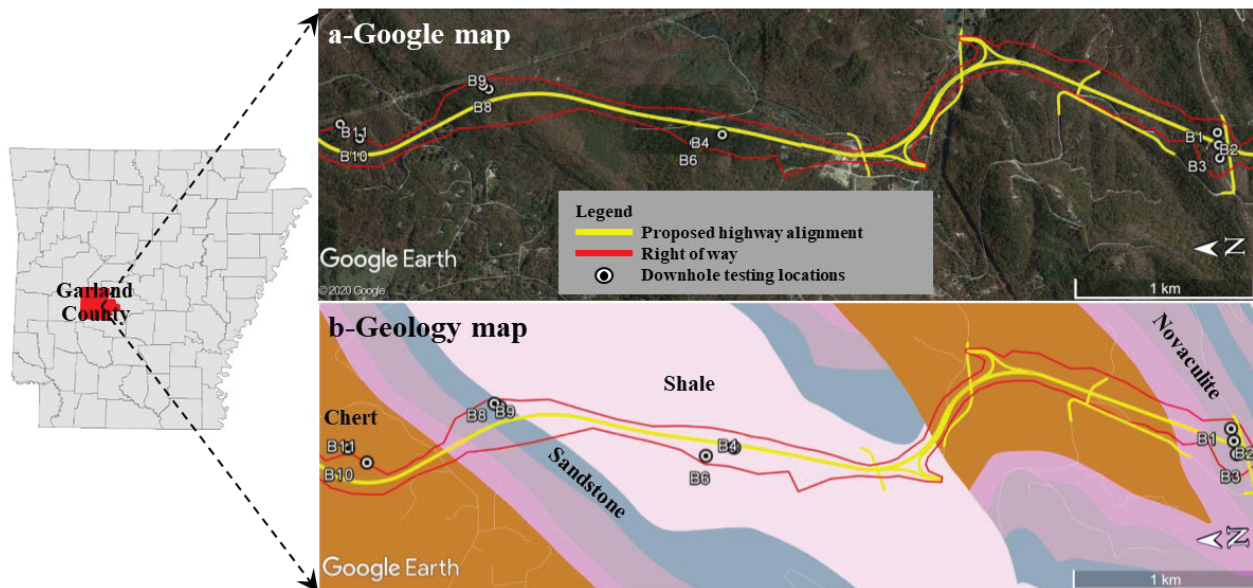 a-Google map
B9
B8
B11
B10
B4
B6
B1
B2
B3
Legend
Proposed highway alignment
Right of way
Downhole testing locations
N
Google Earth
© 2020 Google
1 km
Garland
County
b-Geology map
Novaculite
Shale
Chert
B8
B9
B11
B10
B4
B6
B1
B2
B3
Sandstone
N
Google Earth
1 km